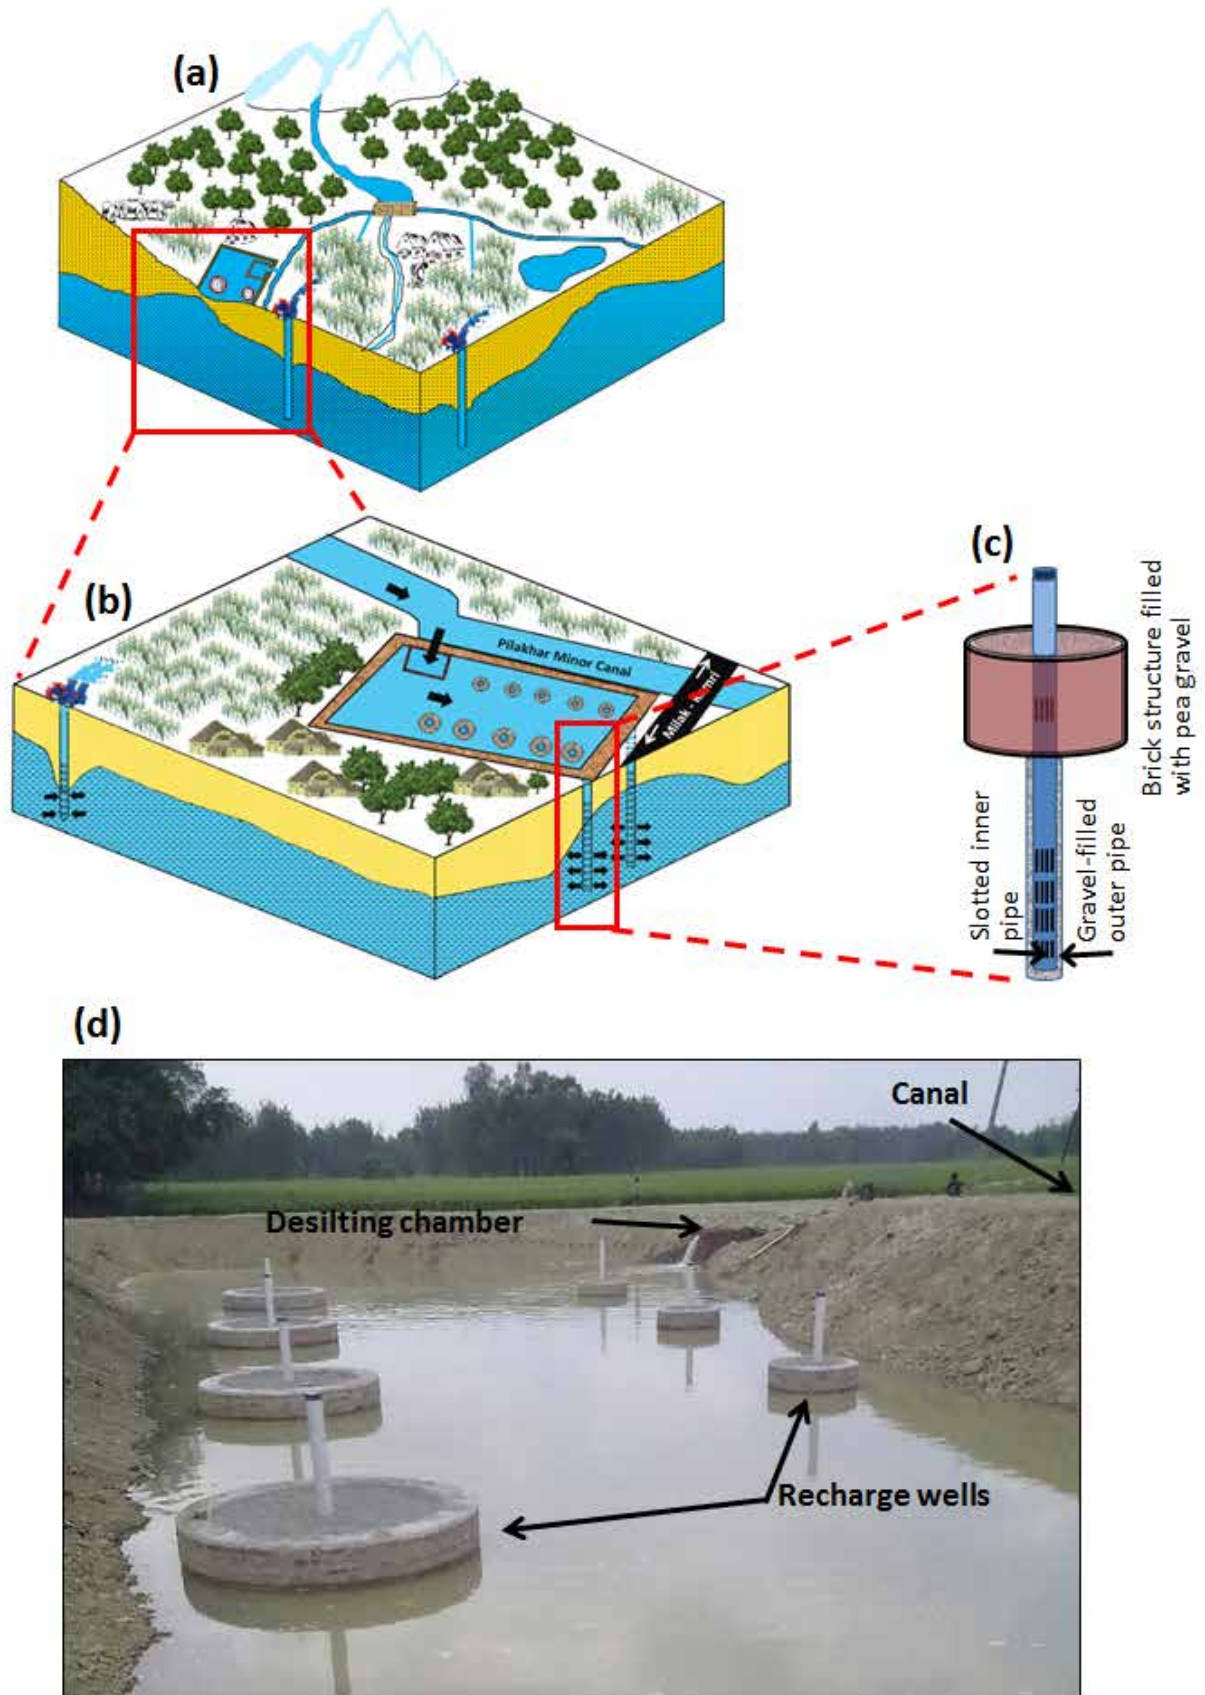 (a)
(b)
Pilakhar Minor Canal
(c)
Brick structure filled
with pea gravel
Slotted inner
pipe
Gravel-filled
outer pipe
(d)
Canal
Desilting chamber
Recharge wells